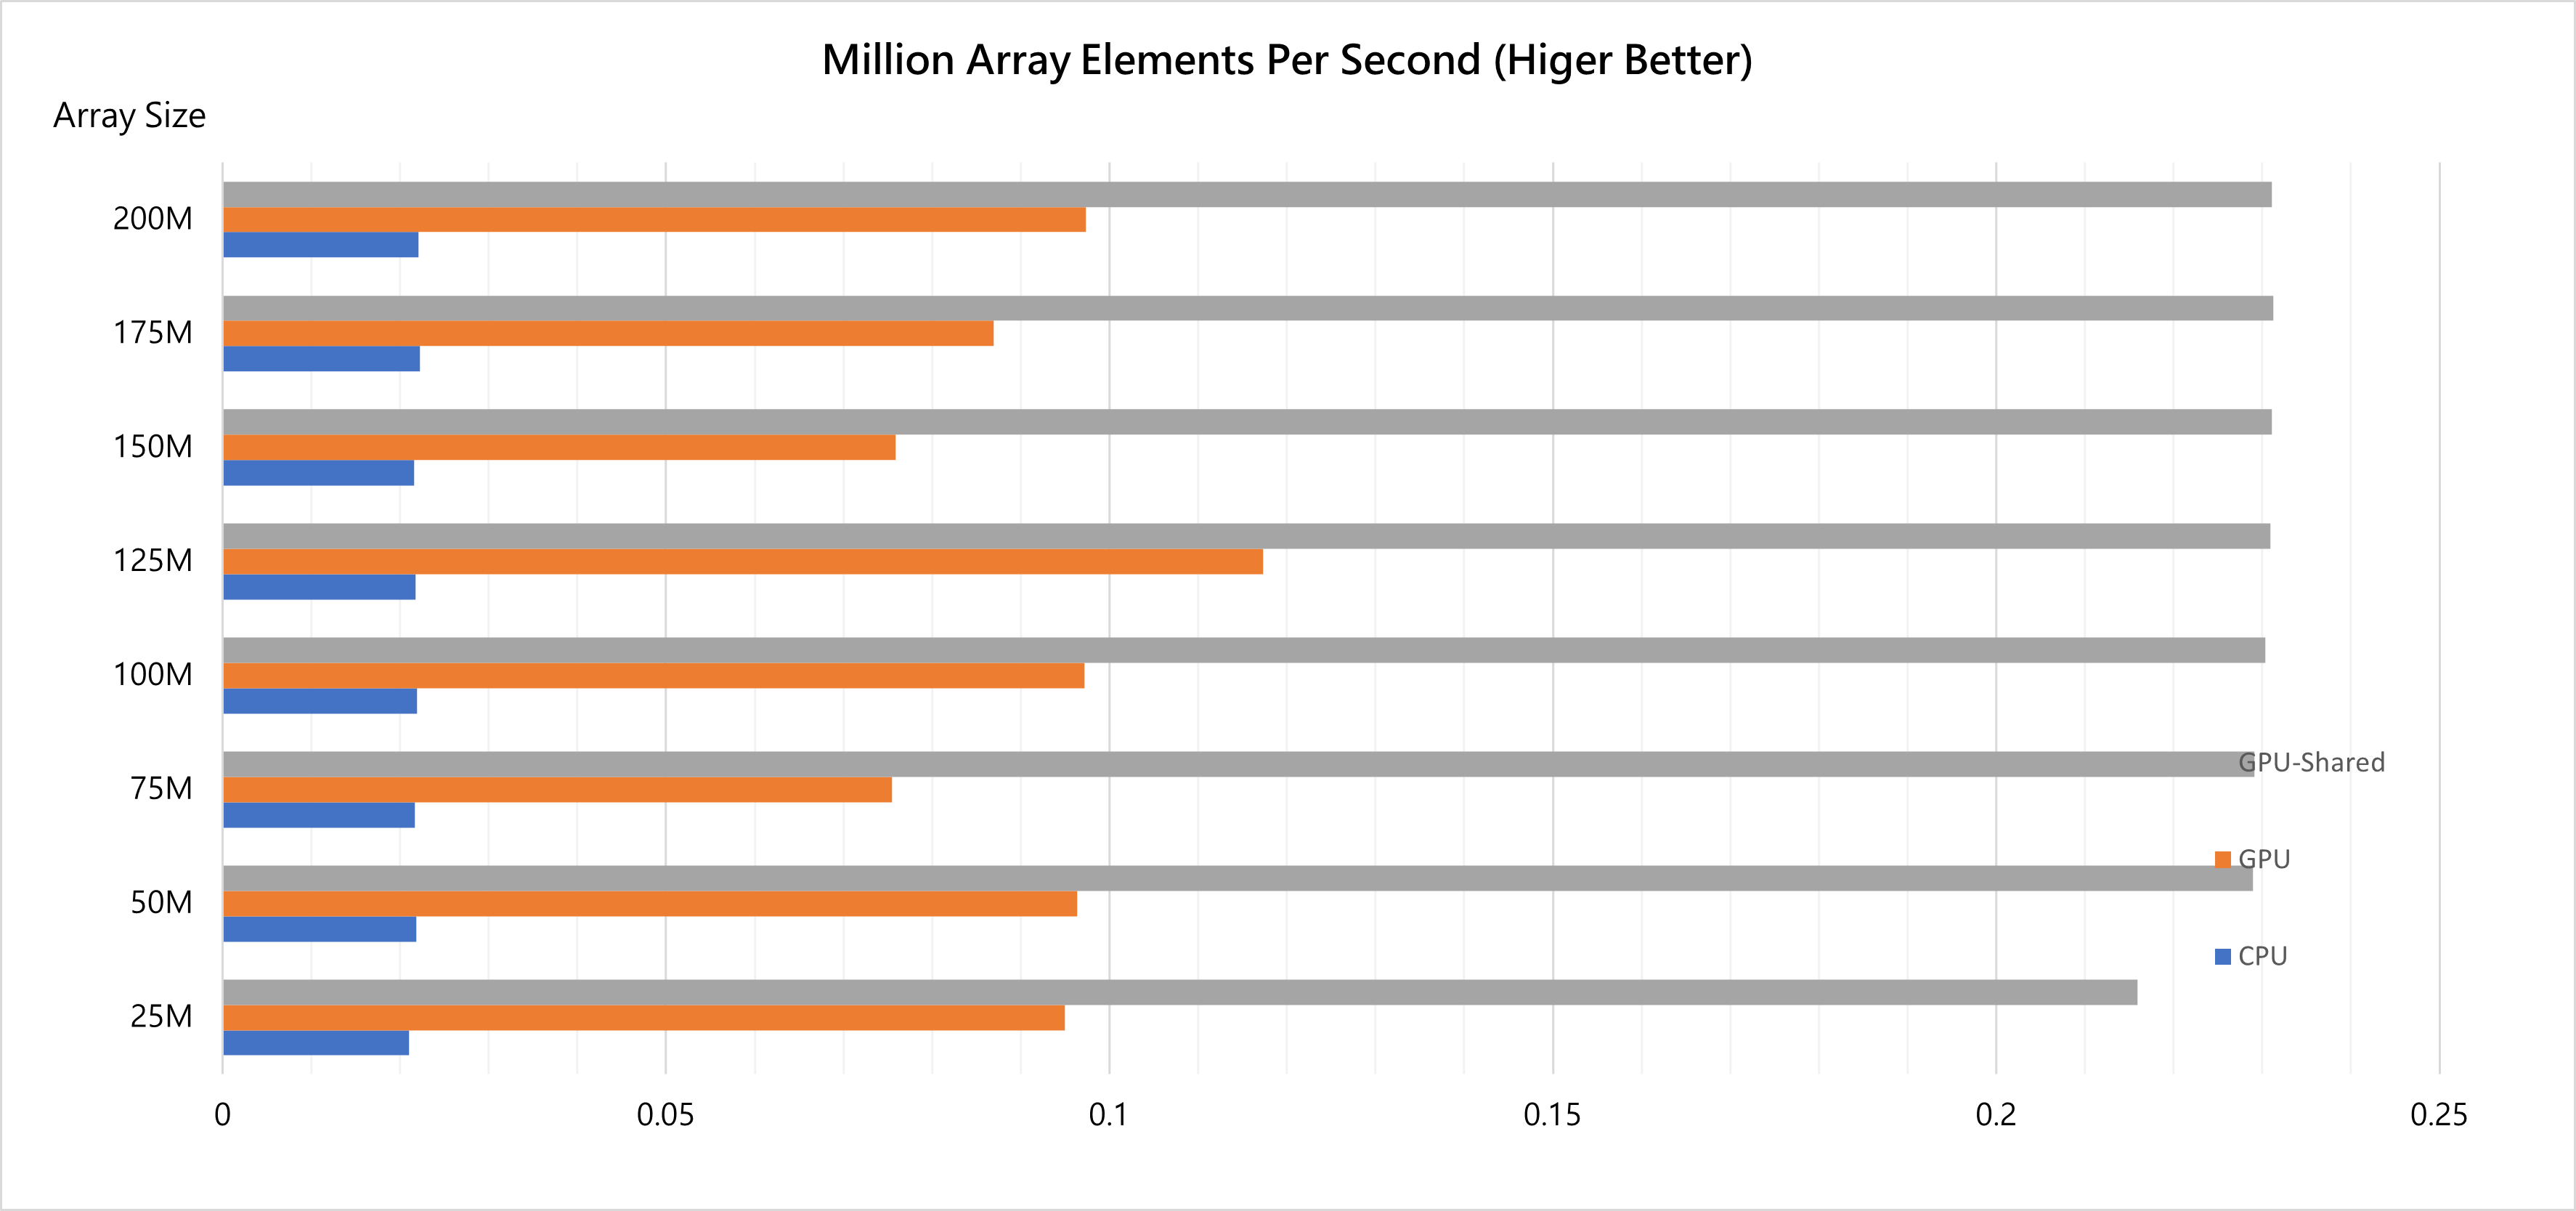 Million Array Elements Per Second (Higer Better)
Array Size
200M
175M
150M
125M
100M
75M
GPU-Shared
GPU
50M
CPU
25M
0 0.05 0.1 0.15 0.2 0.25